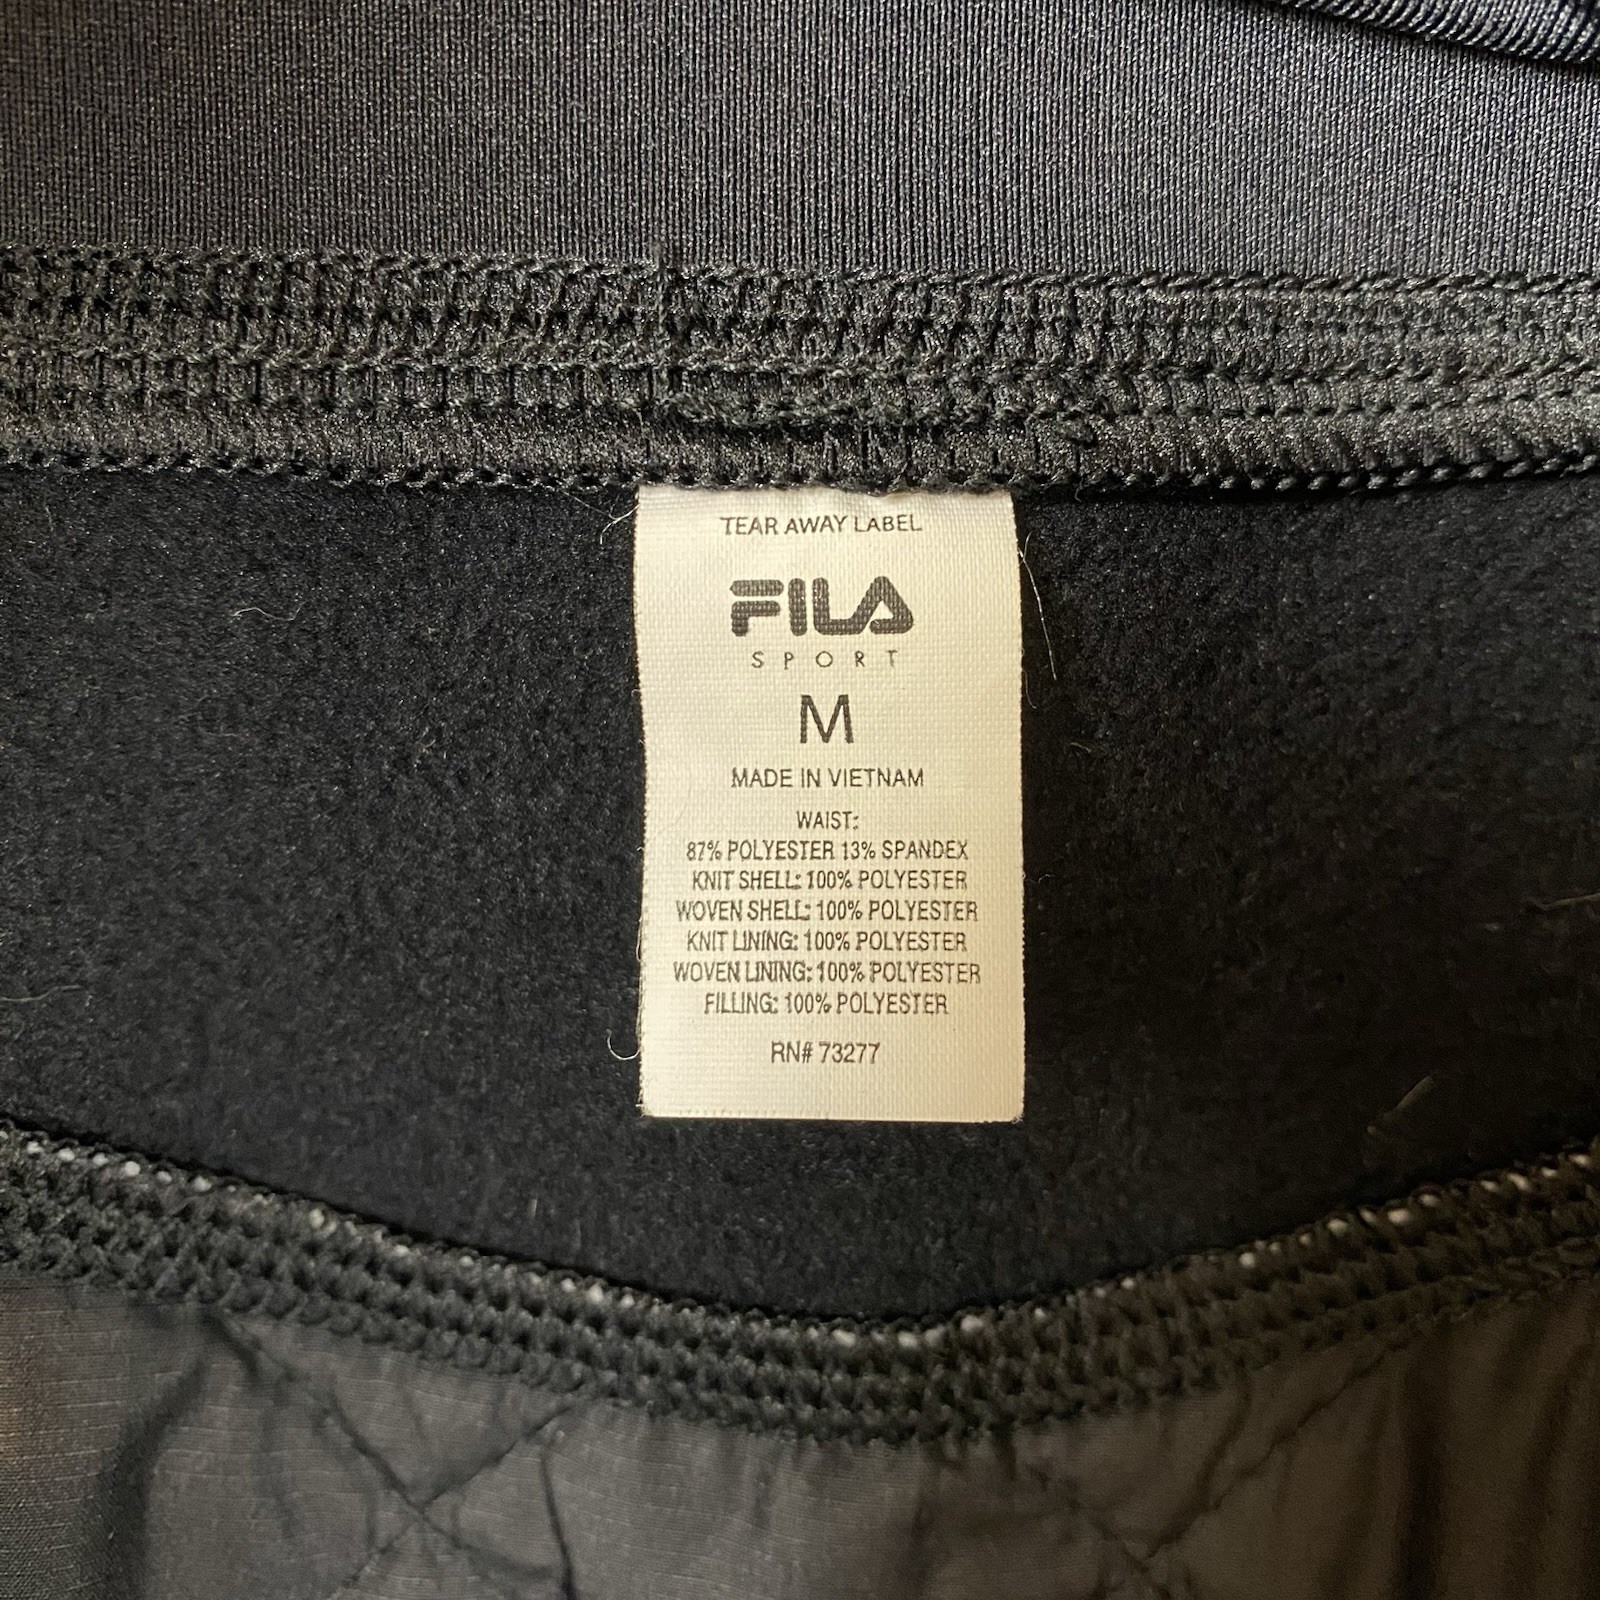 TEAR AWAY LABEL
FILA
SPORT
M
MADE IN VIETNAM
WAIST:
87% POLYESTER 13% SPANDEX
KNIT SHELL: 100% POLYESTER
WOVEN SHELL: 100% POLYESTER
KNIT LINING: 100% POLYESTER
WOVEN LINING: 100% POLYESTER
FILLING: 100% POLYESTER
RN# 73277